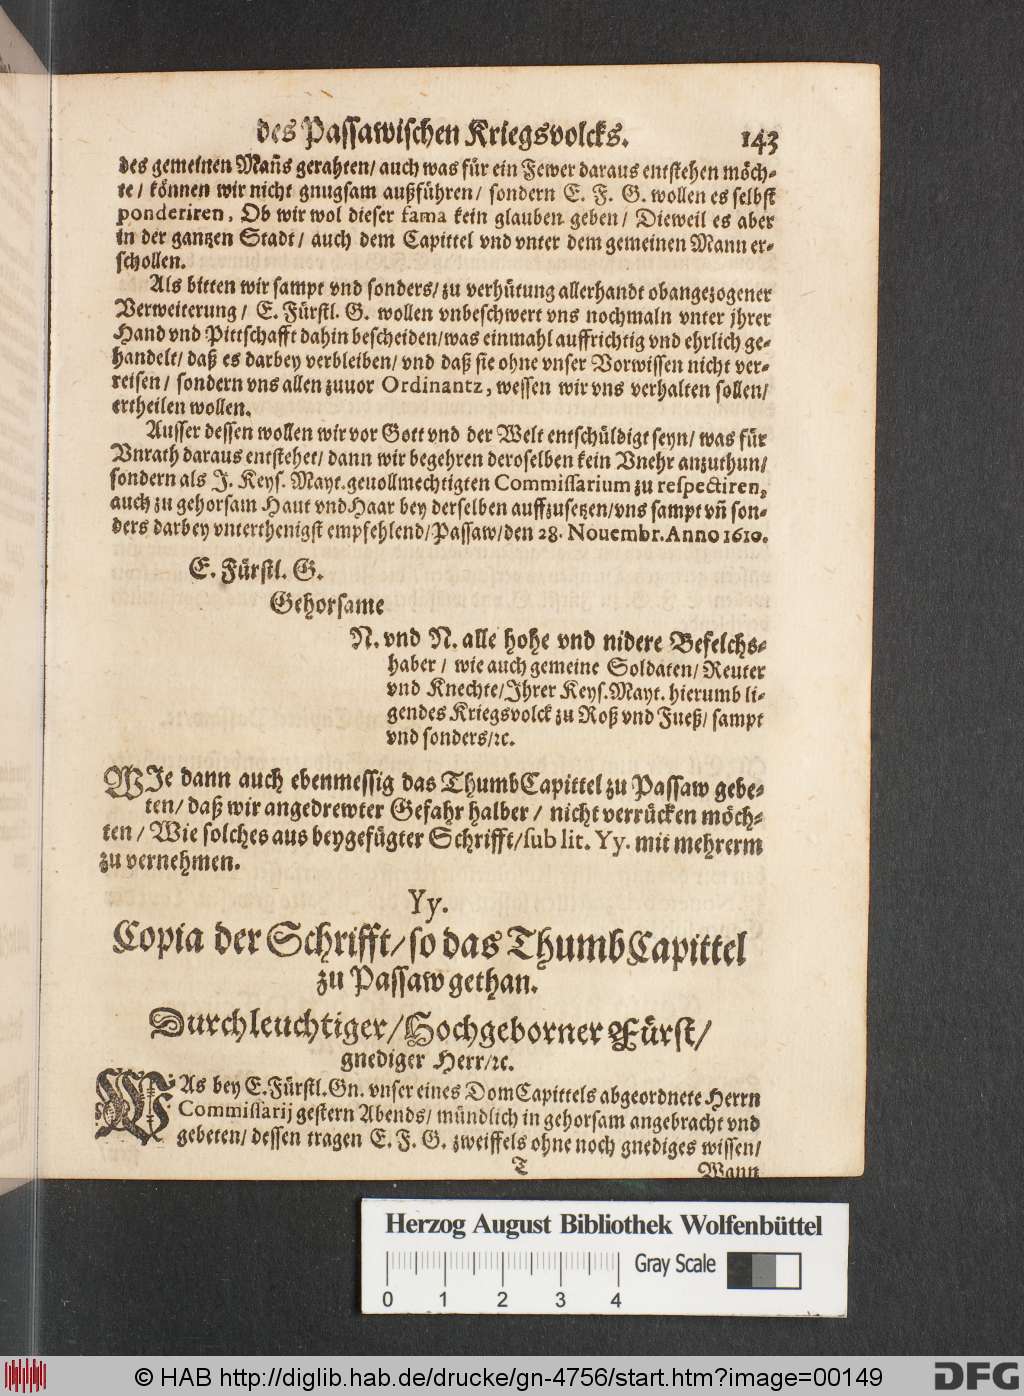 des Passawischen Kriegsvolcks. 143
des gemeinen Mañs gerahten/ auch was für ein Fewer daraus entstehen möch-
te/ können wir nicht gnugsam außführen/ sondern E. F. G. wollen es selbst
ponderiren, Ob wir wol dieser fama kein glauben geben/ Dieweil es aber
in der gantzen Stadt/ auch dem Capittel vnd vnter dem gemeinen Mann er-
schollen.
Als bitten wir sampt vnd sonders/ zu verhütung allerhandt obangezogener
Verweiterung/ E. Fürstl. G. wollen vnbeschwert vns nochmaln vnter jhrer
Hand vnd Pittschafft dahin bescheiden/ was einmahl auffrichtig vnd ehrlich ge-
handelt/ daß es darbey verbleiben/ vnd daß sie ohne vnser Vorwissen nicht ver-
reisen/ sondern vns allen zuuor Ordinantz, wessen wir vns verhalten sollen/
ertheilen wollen.
Ausser dessen wollen wir vor Gott vnd der Welt entschüldigt seyn/ was für
Vnrath daraus entstehet/ dann wir begehren deroselben kein Vnehr anzuthun/
sondern als J. Keys. Mayt. geuollmechtigten Commissarium zu respectiren,
auch zu gehorsam Haut vnd Haar bey derselben auffzusetzen/ vns sampt vñ son-
ders darbey vnterthenigst empfehlend/ Passaw/ den 28. Nouembr. Anno 1610.
E. Fürstl. G.
Gehorsame
N. vnd N. alle hohe vnd nidere Befelchs-
haber/ wie auch gemeine Soldaten/ Reuter
vnd Knechte/ Jhrer Keys. Mayt. hierumb li-
gendes Kriegsvolck zu Roß vnd Fueß/ sampt
vnd sonders/ ꝛc.
WJe dann auch ebenmessig das ThumbCapittel zu Passaw gebe-
ten/ daß wir angedrewter Gefahr halber/ nicht verrücken möch-
ten/ Wie solches aus beygefügter Schrifft/ sub lit. Yy. mit mehrerm
zu vernehmen.
Yy.
Copia der Schrifft/ so das ThumbCapittel
zu Passaw gethan.
Durchleuchtiger/ Hochgeborner Fürst/
gnediger Herr/ ꝛc.
WAs bey E. Fürstl. Gn. vnser eines DomCapittels abgeordnete Herrn
Commissarij gestern Abends/ mündlich in gehorsam angebracht vnd
gebeten/ dessen tragen E. F. G. zweiffels ohne noch gnediges wissen/
T Wann
Herzog August Bibliothek Wolfenbüttel
Gray Scale
0 1 2 3 4
© HAB http://diglib.hab.de/drucke/gn-4756/start.htm?image=00149
DFG